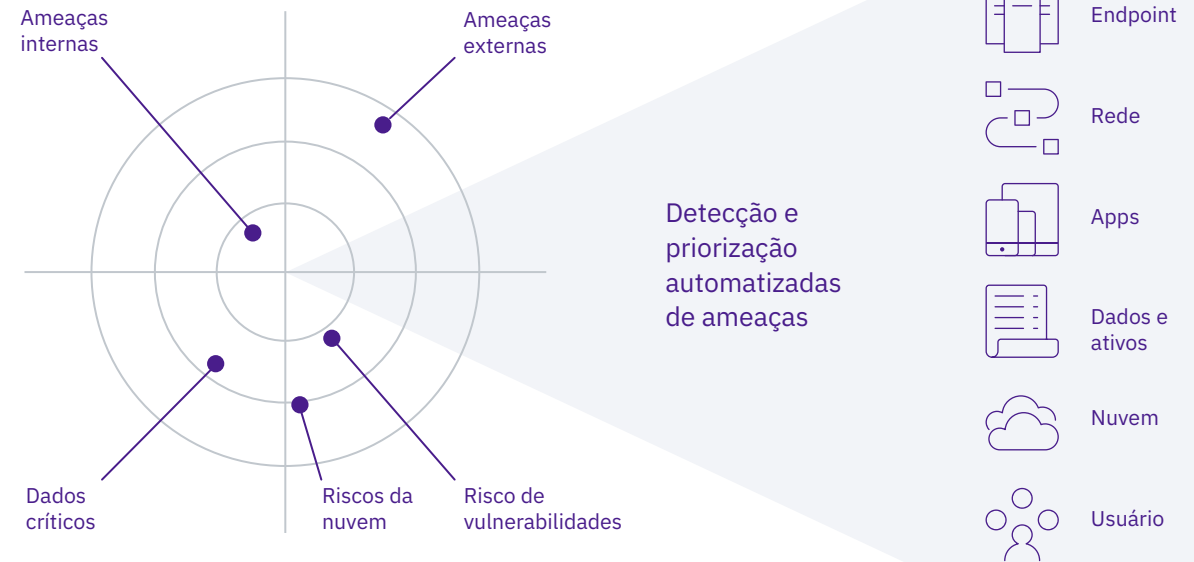 Ameaças
internas
Ameaças
externas
Dados
críticos
Riscos da
nuvem
Risco de
vulnerabilidades
Detecção e
priorização
automatizadas
de ameaças
Endpoint
Rede
Apps
Dados e
ativos
Nuvem
Usuário